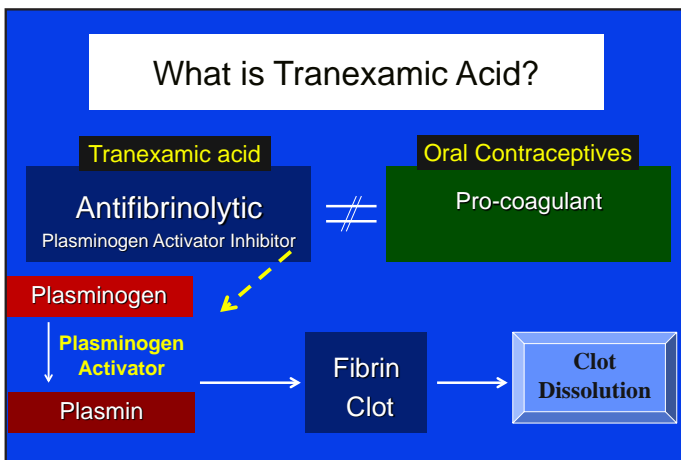 What is Tranexamic Acid?
Tranexamic acid
Oral Contraceptives
Antifibrinolytic
Plasminogen Activator Inhibitor
Pro-coagulant
Plasminogen
Plasminogen
Activator
Plasmin
Fibrin
Clot
Clot
Dissolution